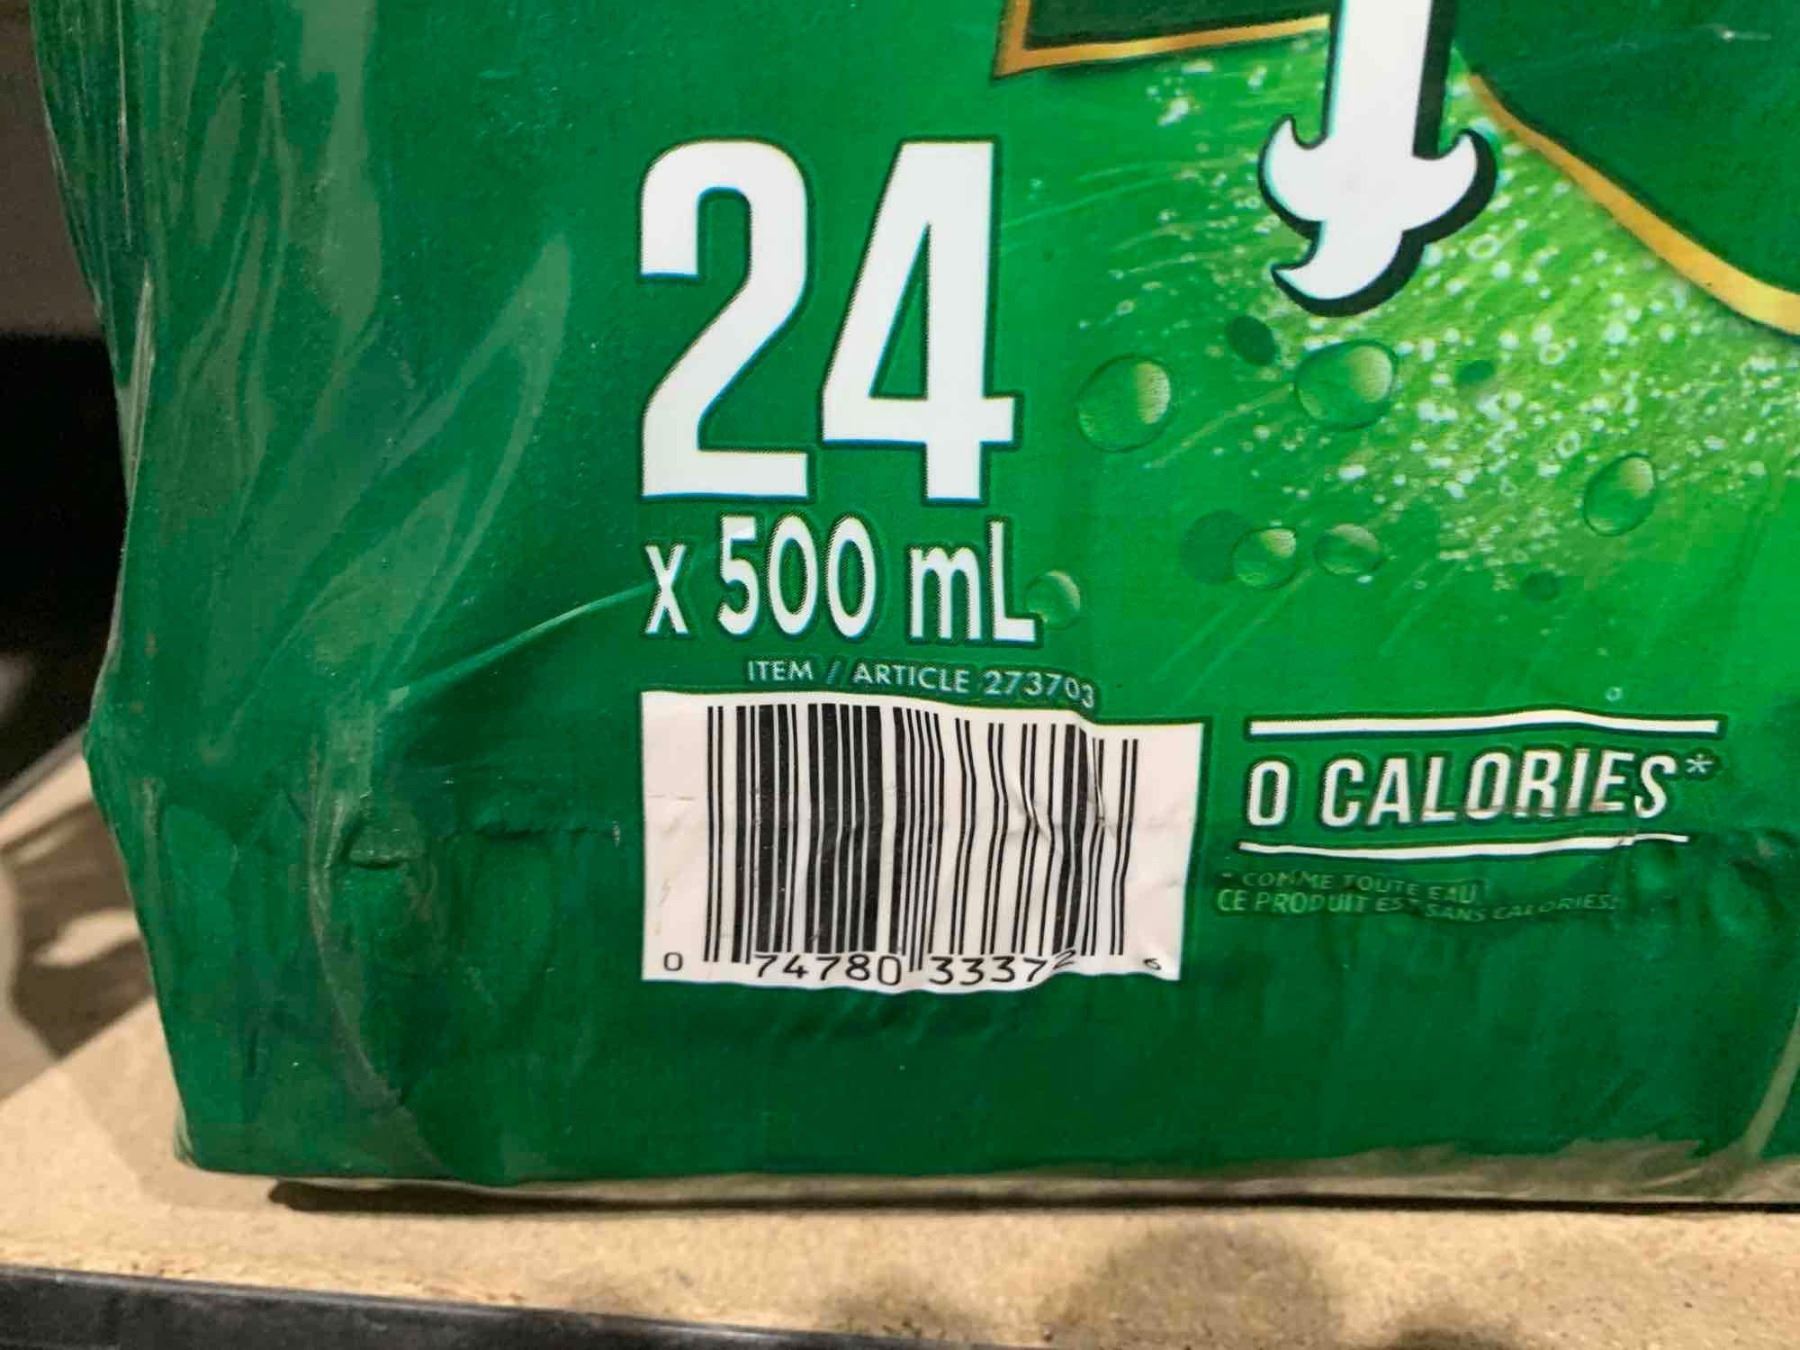 24
x 500 mL
ITEM / ARTICLE 273703
0 74780 33372 6
0 CALORIES*
* COMME TOUTE EAU
CE PRODUIT EST SANS CALORIES.